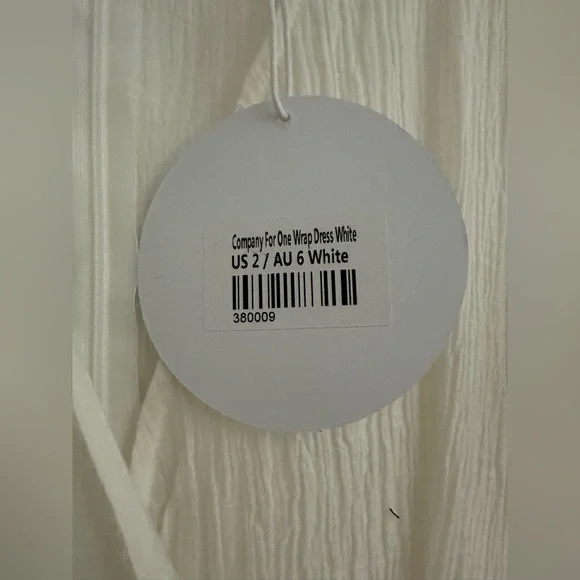 Company For One Wrap Dress White
US 2 / AU 6 White
380009